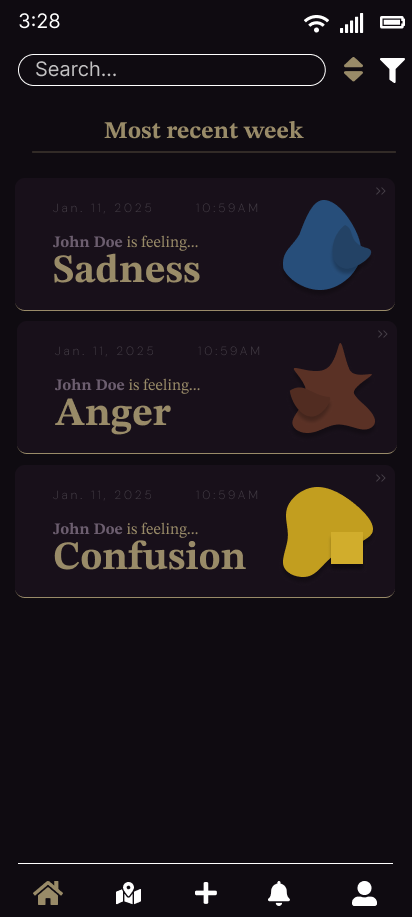 3:28
Search...
Most recent week
Jan. 11, 2025 10:59AM
John Doe is feeling...
Sadness
Jan. 11, 2025 10:59AM
John Doe is feeling...
Anger
Jan. 11, 2025 10:59AM
John Doe is feeling...
Confusion